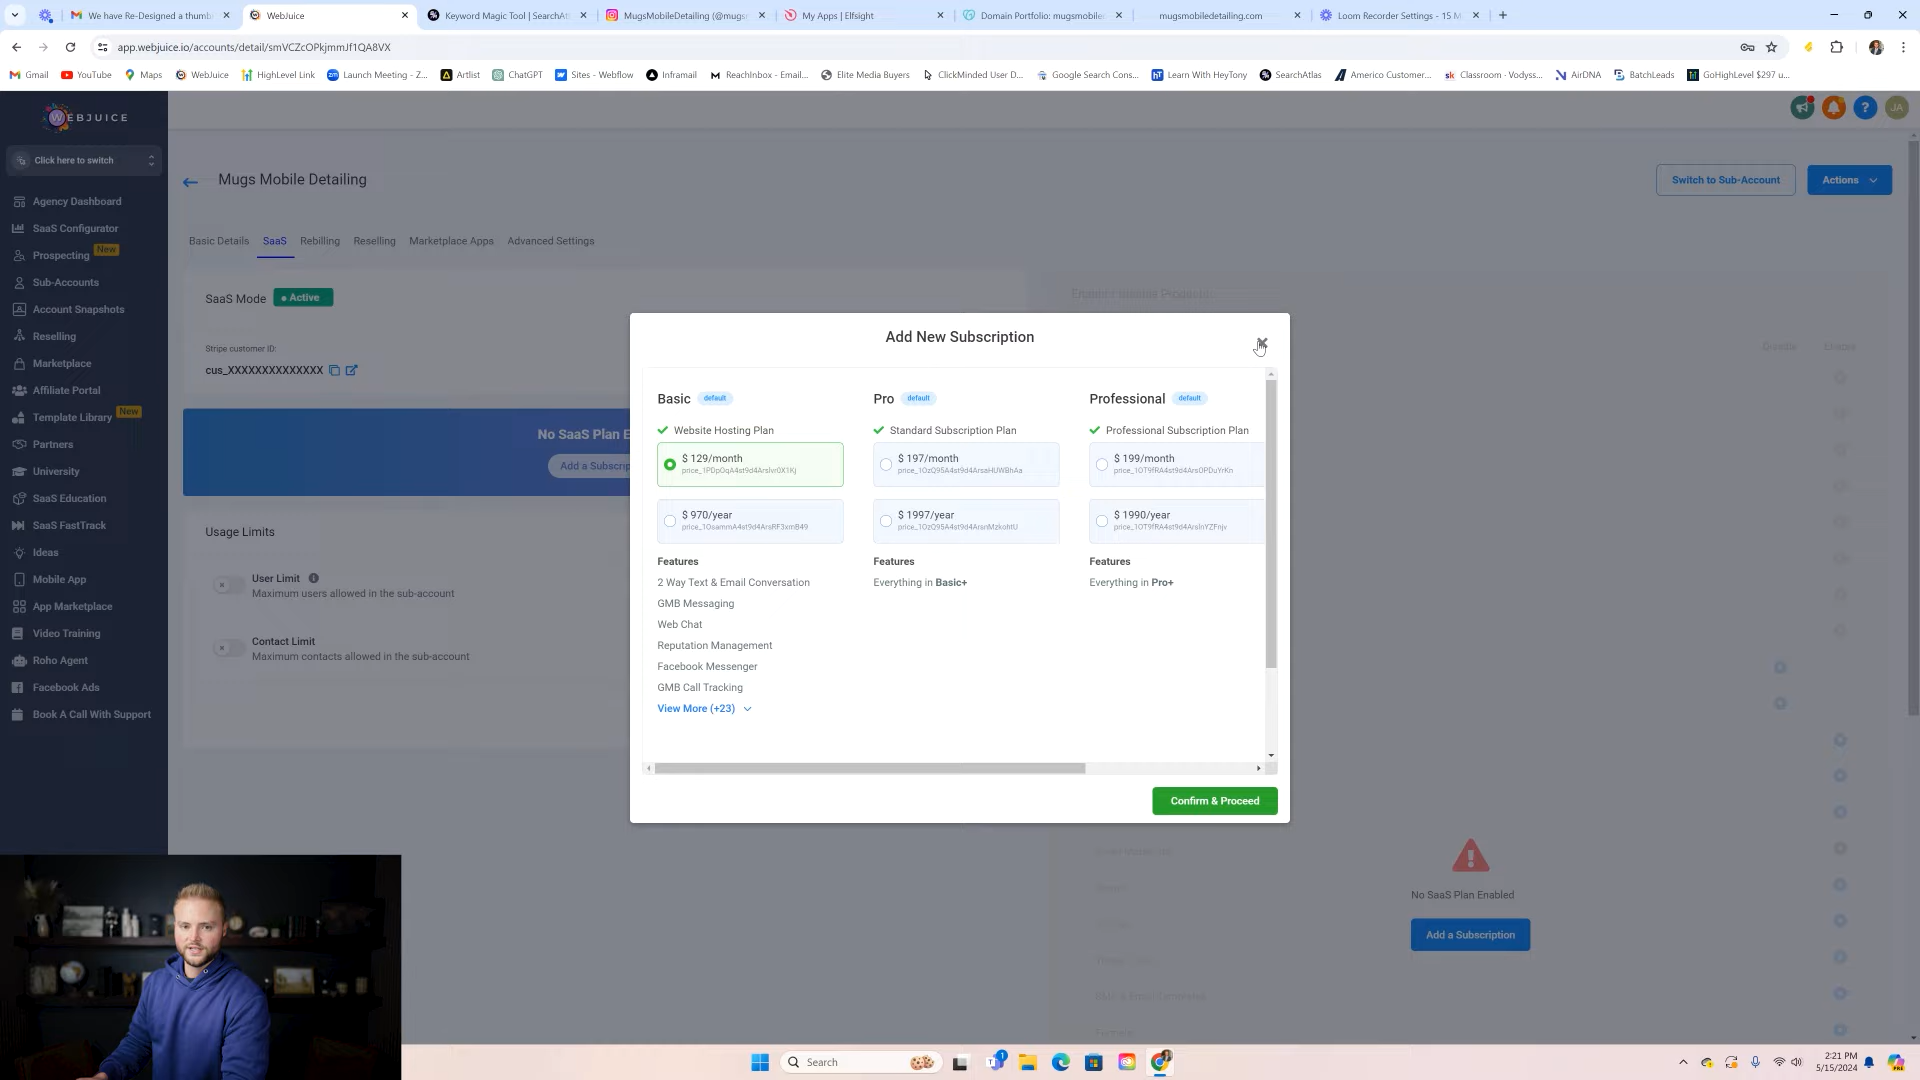 We have Re-Designed a thumb
WebJuice
Keyword Magic Tool | SearchAtl
MugsMobileDetailing (@mugsr
My Apps | Elfsight
Domain Portfolio: mugsmobiled
mugsmobiledetailing.com
Loom Recorder Settings - 15 M
app.webjuice.io/accounts/detail/smVCZcOPkjmmJf1QA8VX
Gmail
YouTube
Maps
WebJuice
HighLevel Link
Launch Meeting - Z...
Artlist
ChatGPT
Sites - Webflow
Inframail
ReachInbox - Email...
Elite Media Buyers
ClickMinded User D...
Google Search Cons...
Learn With HeyTony
SearchAtlas
Americo Customer...
Classroom - Vodyss...
AirDNA
BatchLeads
GoHighLevel $297 u...
WEBJUICE
JA
Click here to switch
Agency Dashboard
SaaS Configurator
Prospecting New
Sub-Accounts
Account Snapshots
Reselling
Marketplace
Affiliate Portal
Template Library New
Partners
University
SaaS Education
SaaS FastTrack
Ideas
Mobile App
App Marketplace
Video Training
Roho Agent
Facebook Ads
Book A Call With Support
Mugs Mobile Detailing
Switch to Sub-Account
Actions
Basic Details
SaaS
Rebilling
Reselling
Marketplace Apps
Advanced Settings
SaaS Mode Active
Stripe customer ID:
cus_XXXXXXXXXXXXXX
No SaaS Plan E
Add a Subscrip
Usage Limits
User Limit
Maximum users allowed in the sub-account
Contact Limit
Maximum contacts allowed in the sub-account
Disable
Enable
Add New Subscription
Basic default
Website Hosting Plan
$ 129/month
$ 970/year
Features
2 Way Text & Email Conversation
GMB Messaging
Web Chat
Reputation Management
Facebook Messenger
GMB Call Tracking
View More (+23)
Pro default
Standard Subscription Plan
$ 197/month
$ 1997/year
Features
Everything in Basic+
Professional default
Professional Subscription Plan
$ 199/month
$ 1990/year
Features
Everything in Pro+
Confirm & Proceed
No SaaS Plan Enabled
Add a Subscription
Search
1
2:21 PM
5/15/2024